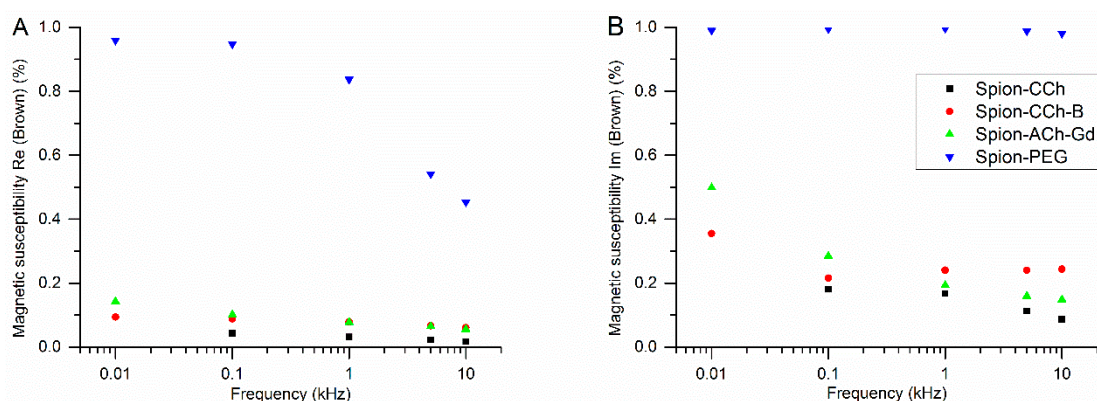 A
Magnetic susceptibility Re (Brown) (%)
1.0
0.8
0.6
0.4
0.2
0.0
0.01
0.1
1
10
Frequency (kHz)
B
Magnetic susceptibility Im (Brown) (%)
1.0
0.8
0.6
0.4
0.2
0.0
Spion-CCh
Spion-CCh-B
Spion-ACh-Gd
Spion-PEG
0.01
0.1
1
10
Frequency (kHz)